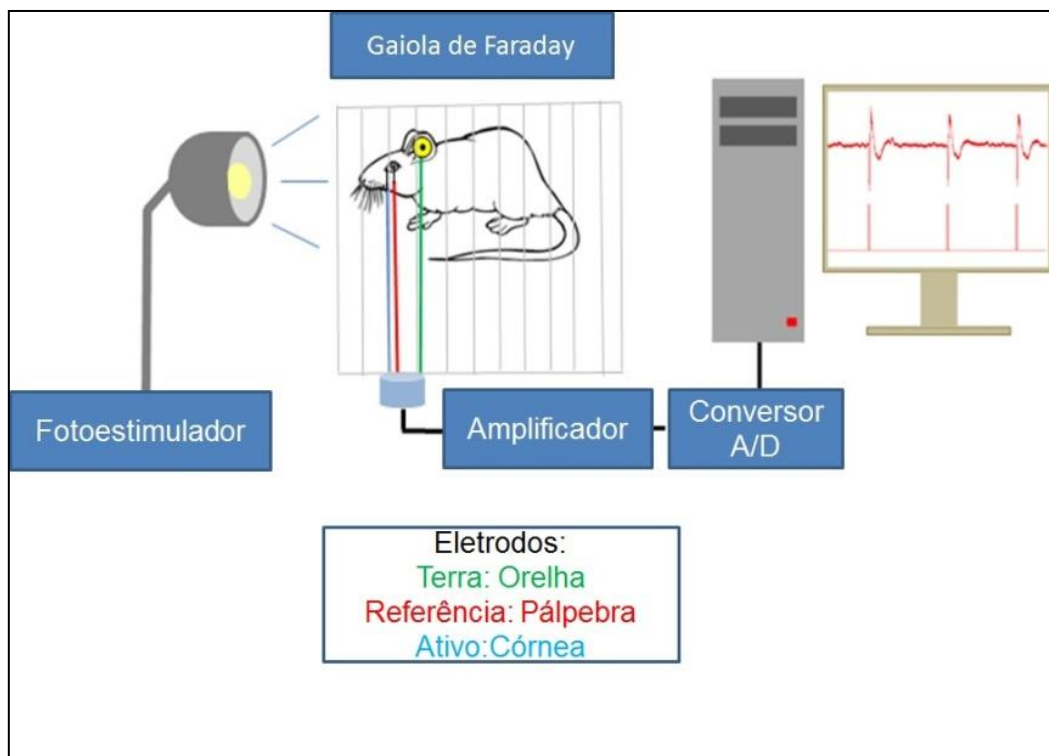 Gaiola de Faraday
Fotoestimulador
Amplificador
Conversor
A/D
Eletrodos:
Terra: Orelha
Referência: Pálpebra
Ativo:Córnea